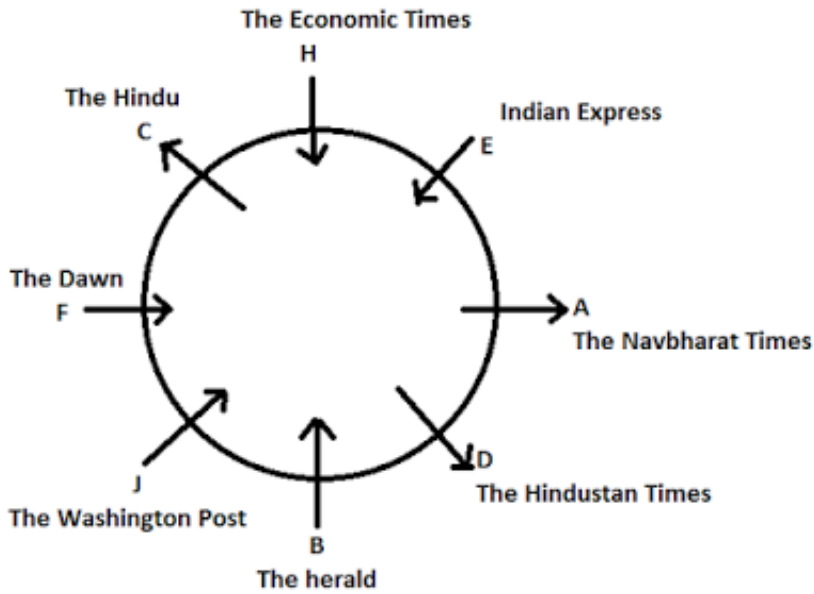 The Economic Times
H
The Hindu
C
Indian Express
E
The Dawn
F
A
The Navbharat Times
D
The Hindustan Times
J
The Washington Post
B
The herald